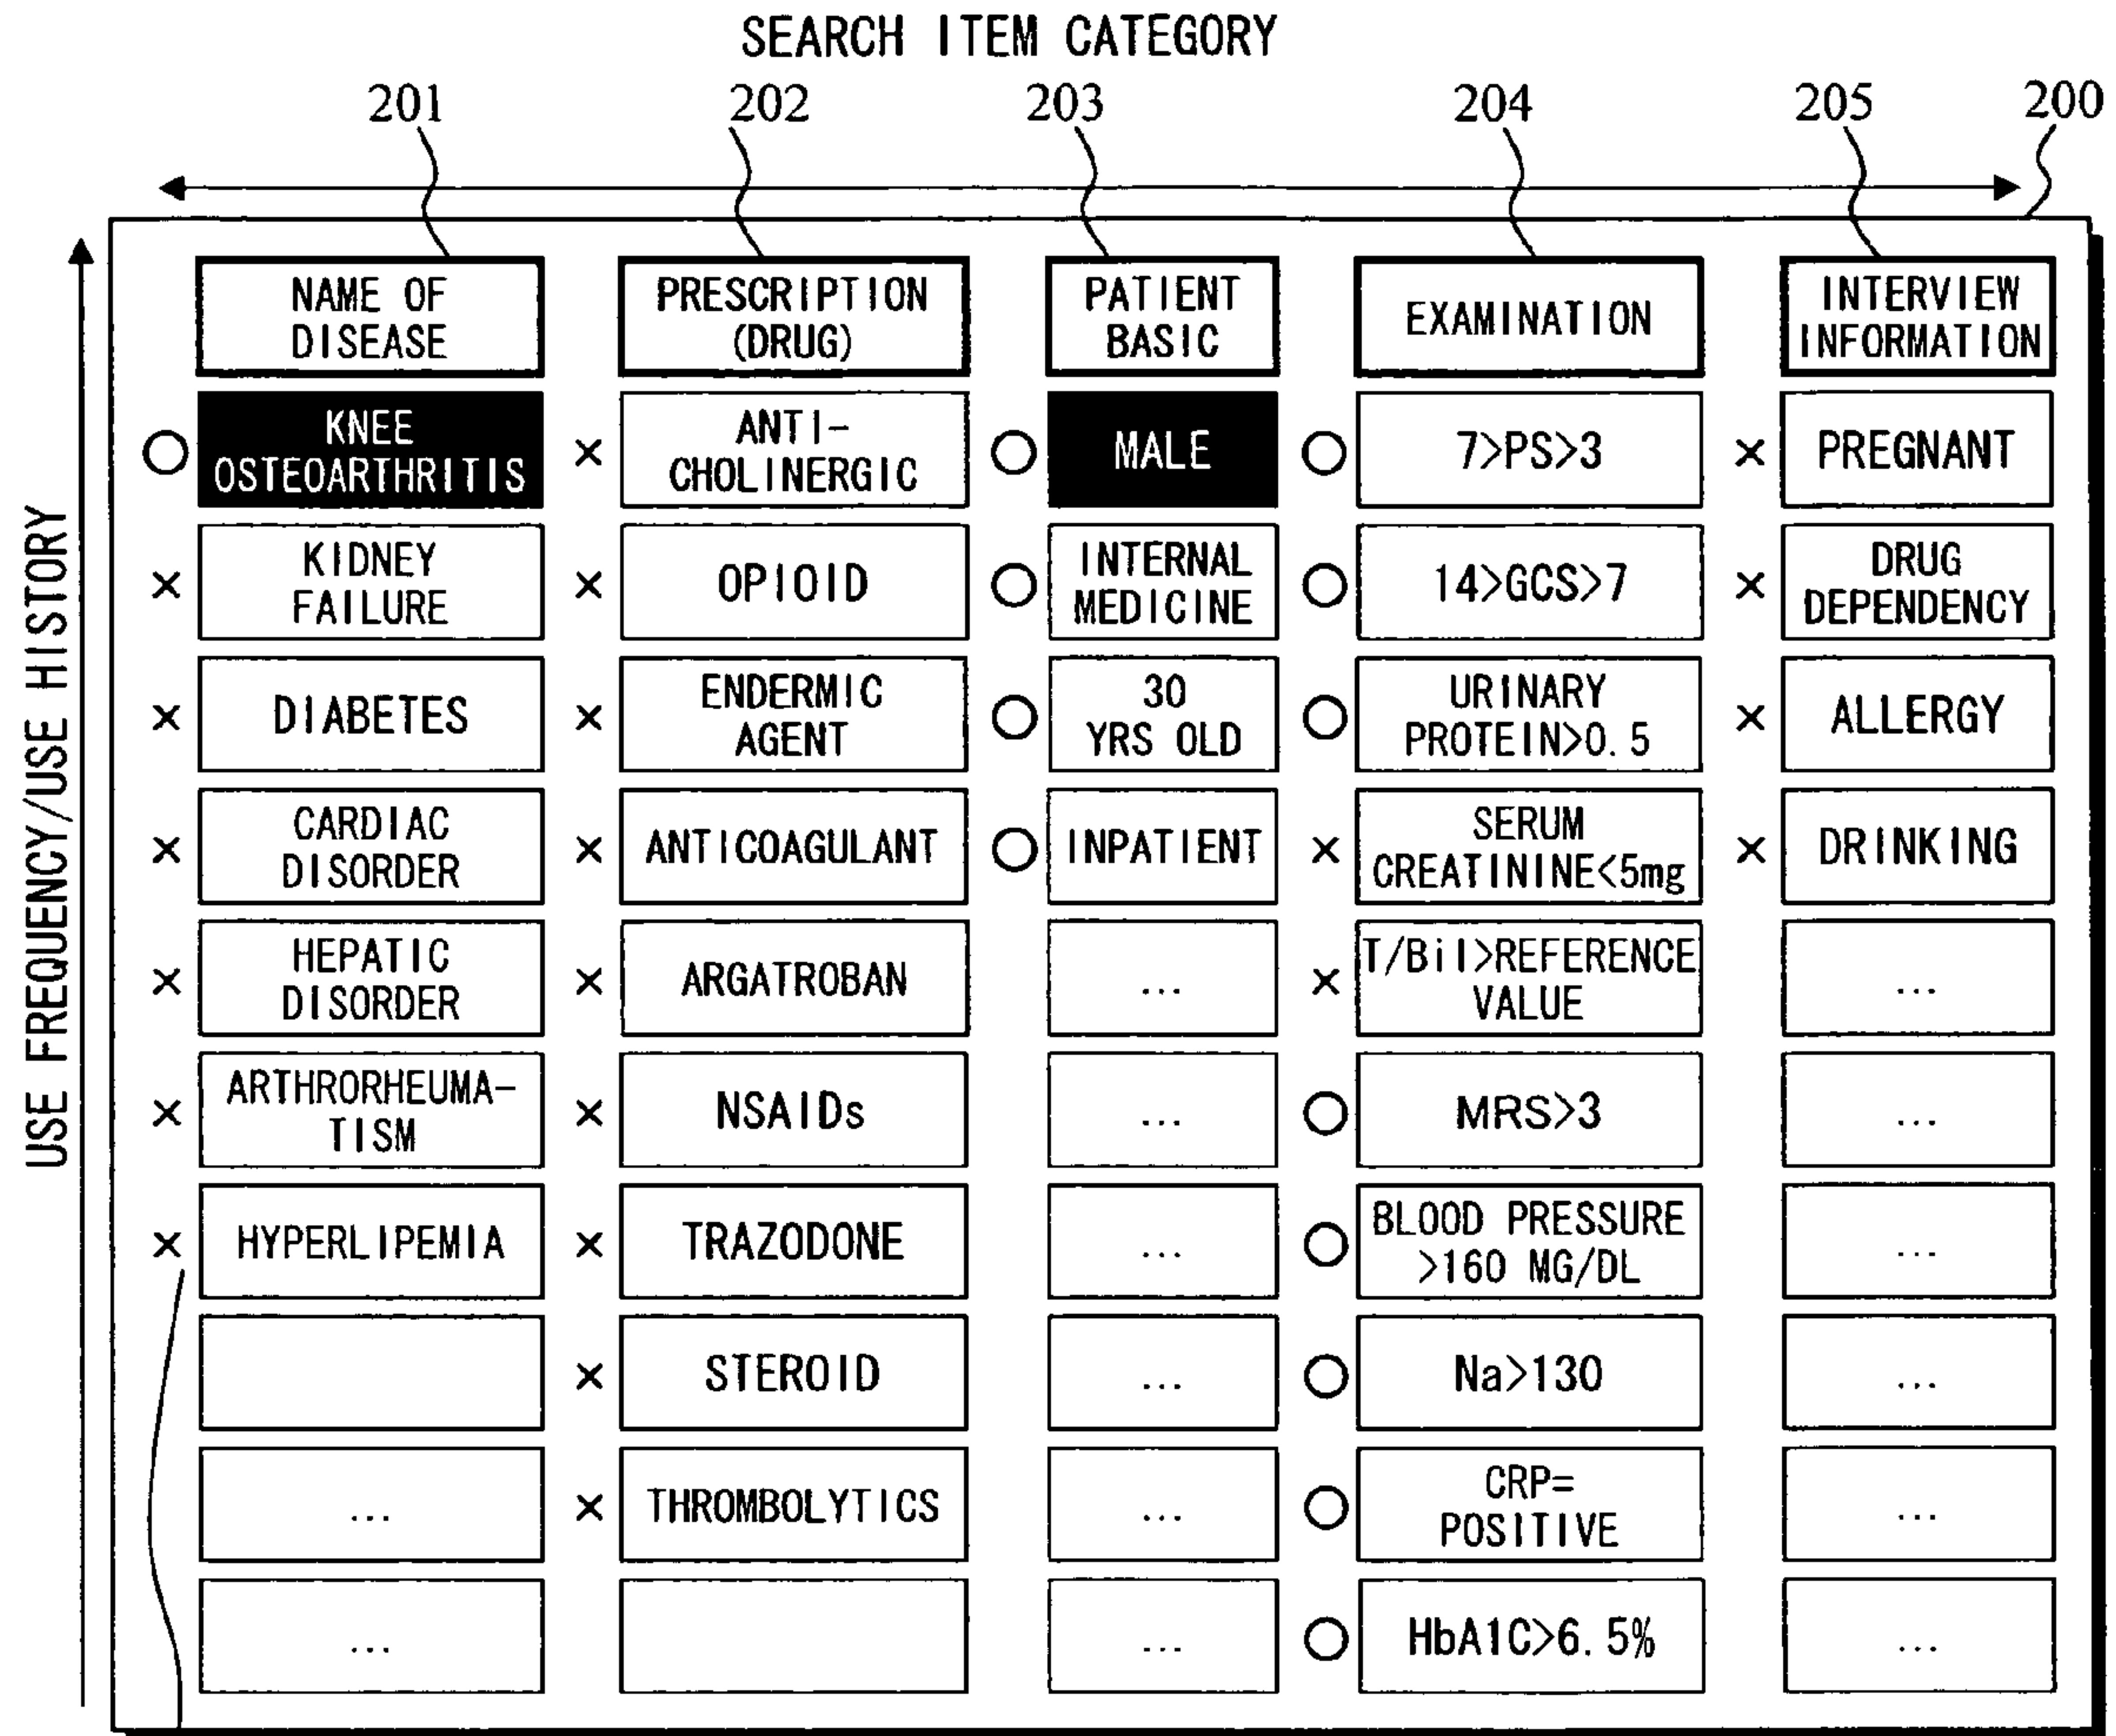 SEARCH ITEM CATEGORY
201 202 203 204 205 200
USE FREQUENCY/USE HISTORY
NAME OF
DISEASE
PRESCRIPTION
(DRUG)
PATIENT
BASIC
EXAMINATION
INTERVIEW
INFORMATION
○ KNEE
OSTEOARTHRITIS
× ANTI-
CHOLINERGIC
○ MALE
○ 7>PS>3
× PREGNANT
× KIDNEY
FAILURE
× OPIOID
○ INTERNAL
MEDICINE
○ 14>GCS>7
× DRUG
DEPENDENCY
× DIABETES
× ENDERMIC
AGENT
○ 30
YRS OLD
○ URINARY
PROTEIN>0.5
× ALLERGY
× CARDIAC
DISORDER
× ANTICOAGULANT
○ INPATIENT
× SERUM
CREATININE<5mg
× DRINKING
× HEPATIC
DISORDER
× ARGATROBAN
...
× T/Bil>REFERENCE
VALUE
...
× ARTHRORHEUMA-
TISM
× NSAIDs
...
○ MRS>3
...
× HYPERLIPEMIA
× TRAZODONE
...
○ BLOOD PRESSURE
>160 MG/DL
...
× STEROID
...
○ Na>130
...
...
× THROMBOLYTICS
...
○ CRP=
POSITIVE
...
...
...
○ HbA1C>6.5%
...